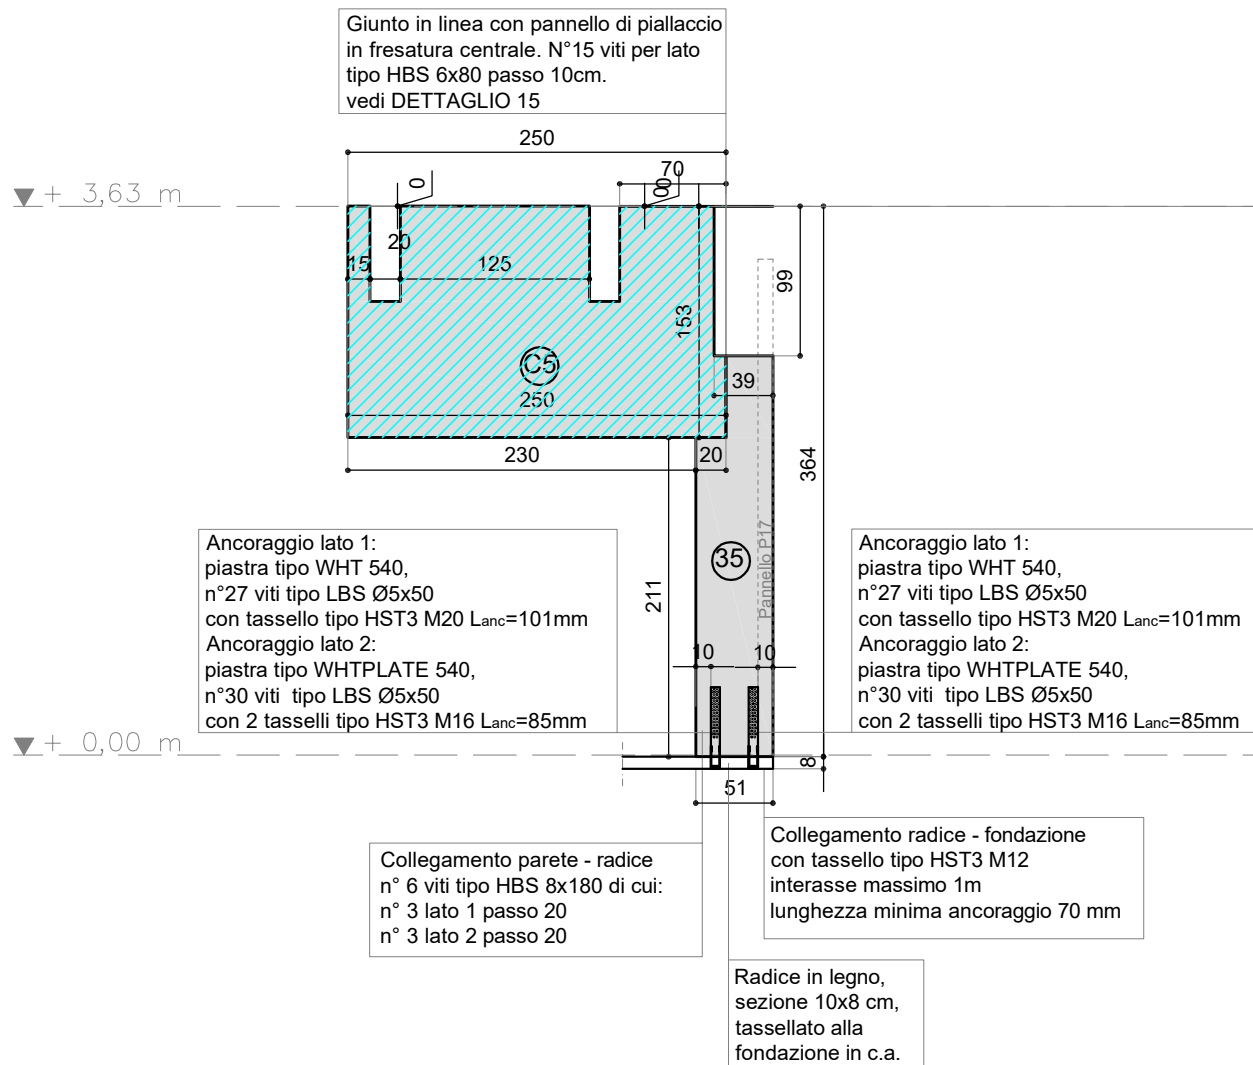 Giunto in linea con pannello di piallaccio
in fresatura centrale. N°15 viti per lato
tipo HBS 6x80 passo 10cm.
vedi DETTAGLIO 15
250
70
+ 3,63 m
0
00
20
15
125
99
153
C5
39
250
230
20
364
Ancoraggio lato 1:
piastra tipo WHT 540,
n°27 viti tipo LBS Ø5x50
con tassello tipo HST3 M20 Lanc=101mm
Ancoraggio lato 2:
piastra tipo WHTPLATE 540,
n°30 viti  tipo LBS Ø5x50
con 2 tasselli tipo HST3 M16 Lanc=85mm
211
35
Pannello P17
10
10
Ancoraggio lato 1:
piastra tipo WHT 540,
n°27 viti tipo LBS Ø5x50
con tassello tipo HST3 M20 Lanc=101mm
Ancoraggio lato 2:
piastra tipo WHTPLATE 540,
n°30 viti  tipo LBS Ø5x50
con 2 tasselli tipo HST3 M16 Lanc=85mm
+ 0,00 m
8
51
Collegamento parete - radice
n° 6 viti tipo HBS 8x180 di cui:
n° 3 lato 1 passo 20
n° 3 lato 2 passo 20
Collegamento radice - fondazione
con tassello tipo HST3 M12
interasse massimo 1m
lunghezza minima ancoraggio 70 mm
Radice in legno,
sezione 10x8 cm,
tassellato alla
fondazione in c.a.